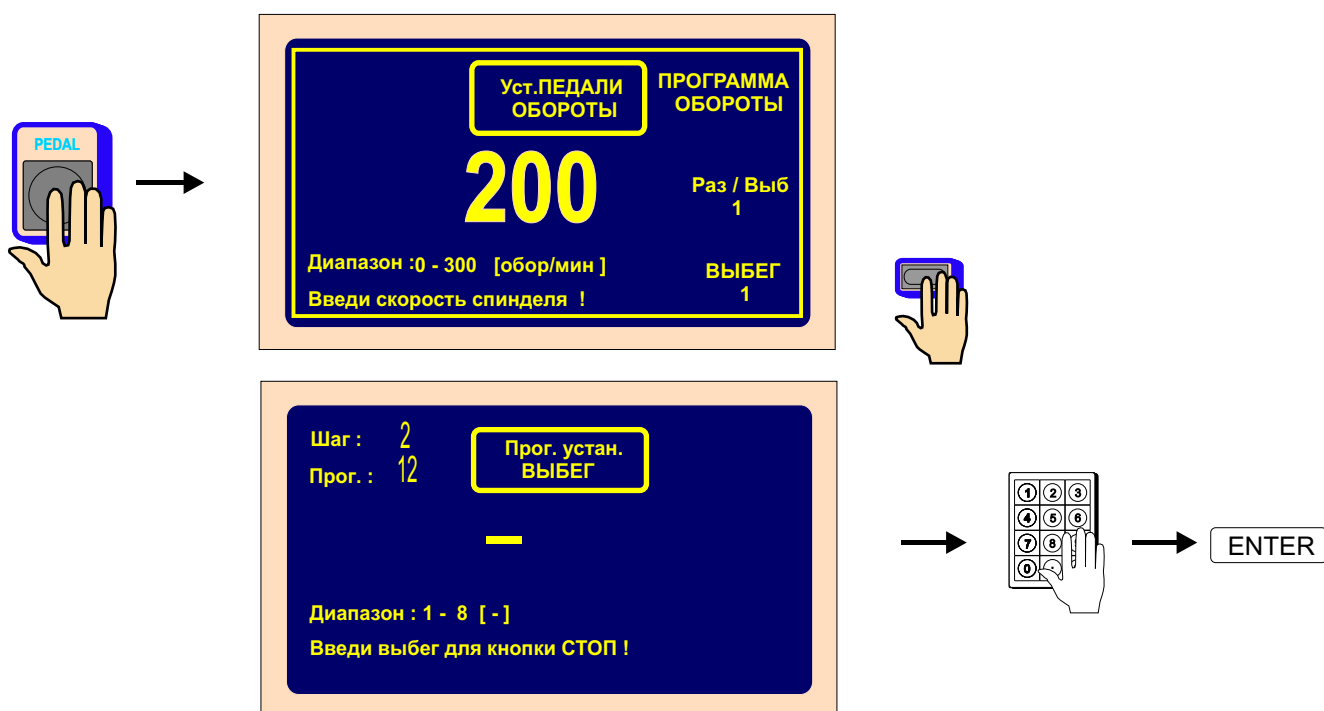 PEDAL
Уст.ПЕДАЛИ
ОБОРОТЫ
ПРОГРАММА
ОБОРОТЫ
200
Раз / Выб
1
Диапазон :0 - 300 [обор/мин ]
ВЫБЕГ
1
Введи скорость спинделя !
Шаг : 2
Прог. : 12
Прог. устан.
ВЫБЕГ
Диапазон : 1 - 8 [ - ]
Введи выбег для кнопки СТОП !
1 2 3
4 5 6
7 8
0
ENTER